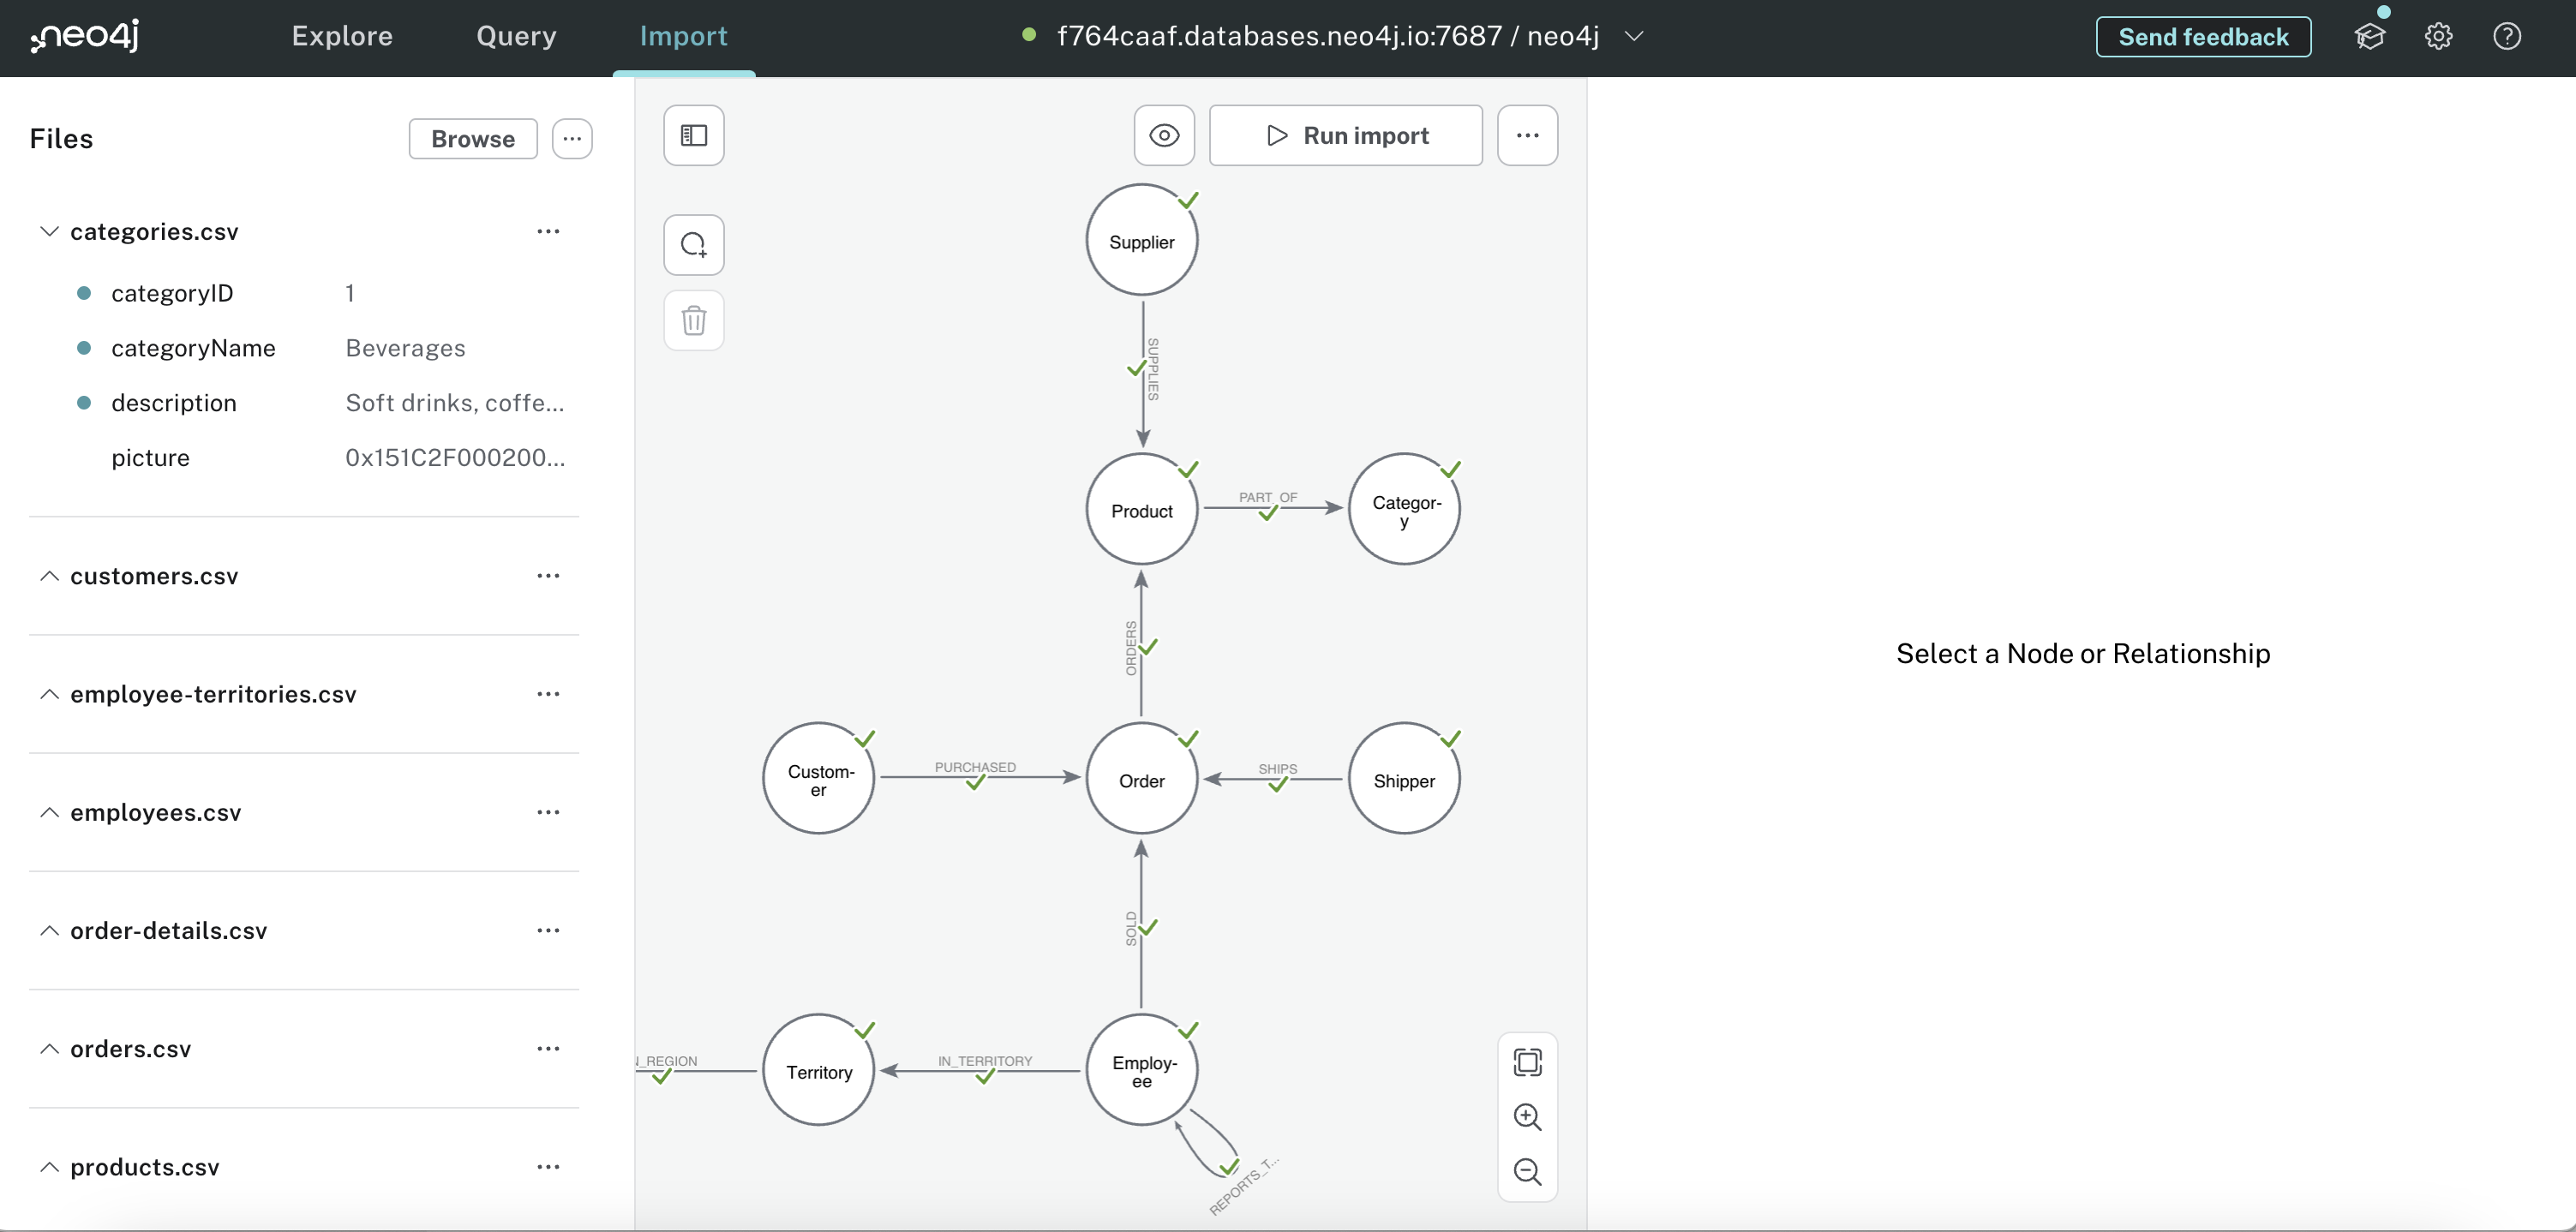 neo4j
Explore
Query
Import
f764caaf.databases.neo4j.io:7687 / neo4j
Send feedback
Files
Browse
categories.csv
categoryID 1
categoryName Beverages
description Soft drinks, coffe...
picture 0x151C2F000200...
customers.csv
employee-territories.csv
employees.csv
order-details.csv
orders.csv
products.csv
Run import
Supplier
SUPPLIES
Product
PART_OF
Categor-
y
ORDERS
Custom-
er
PURCHASED
Order
SHIPS
Shipper
SOLD
N_REGION
Territory
IN_TERRITORY
Employ-
ee
REPORTS_T...
Select a Node or Relationship